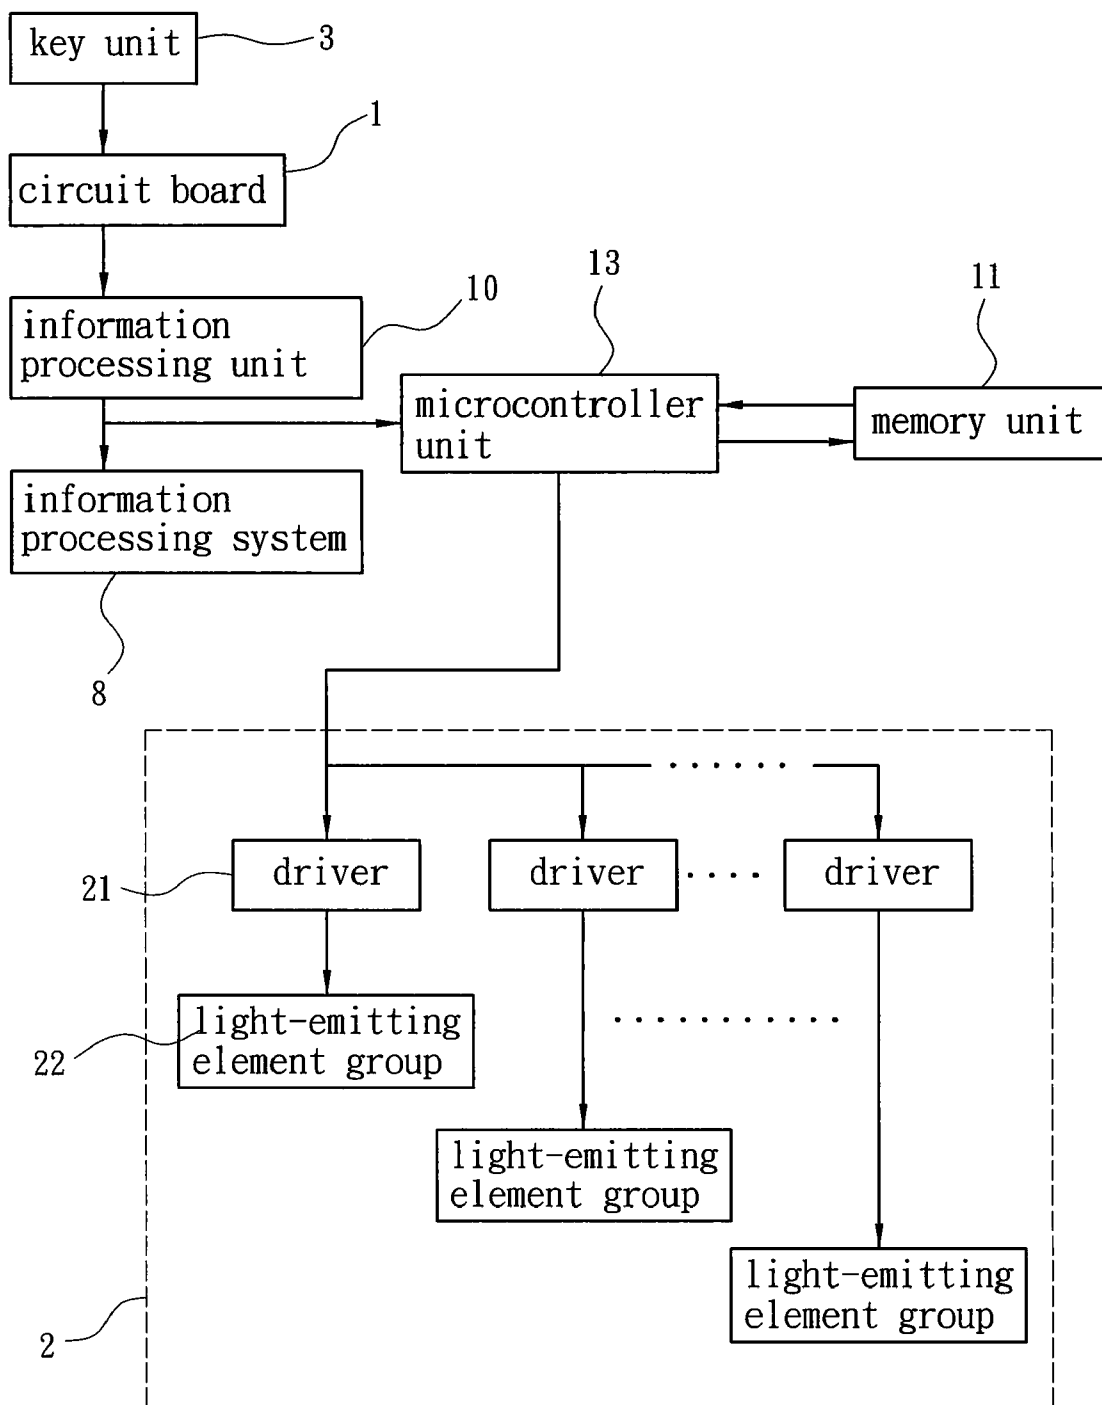 key unit
3
1
circuit board
13
11
10
information
processing unit
microcontroller
unit
memory unit
information
processing system
8
driver
driver
driver
21
light-emitting
element group
22
light-emitting
element group
light-emitting
element group
2